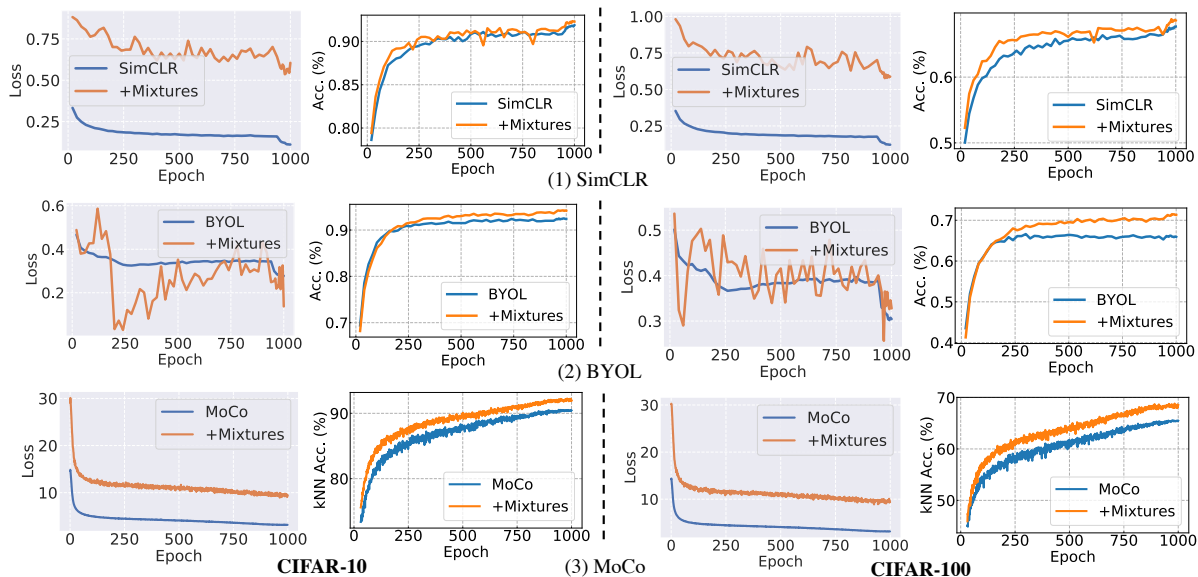 Loss
0.75
0.50
0.25
SimCLR
+Mixtures
0 250 500 750 1000
Epoch
Acc. (%)
0.90
0.85
0.80
SimCLR
+Mixtures
0 250 500 750 1000
Epoch
Loss
1.00
0.75
0.50
0.25
SimCLR
+Mixtures
0 250 500 750 1000
Epoch
Acc. (%)
0.6
0.5
SimCLR
+Mixtures
0 250 500 750 1000
Epoch
(1) SimCLR
Loss
0.6
0.4
0.2
BYOL
+Mixtures
0 250 500 750 1000
Epoch
Acc. (%)
0.9
0.8
0.7
BYOL
+Mixtures
0 250 500 750 1000
Epoch
Loss
0.5
0.4
0.3
BYOL
+Mixtures
0 250 500 750 1000
Epoch
Acc. (%)
0.7
0.6
0.5
0.4
BYOL
+Mixtures
0 250 500 750 1000
Epoch
(2) BYOL
Loss
30
20
10
MoCo
+Mixtures
0 250 500 750 1000
Epoch
kNN Acc. (%)
90
80
MoCo
+Mixtures
0 250 500 750 1000
Epoch
Loss
30
20
10
MoCo
+Mixtures
0 250 500 750 1000
Epoch
kNN Acc. (%)
70
60
50
MoCo
+Mixtures
0 250 500 750 1000
Epoch
CIFAR-10
(3) MoCo
CIFAR-100